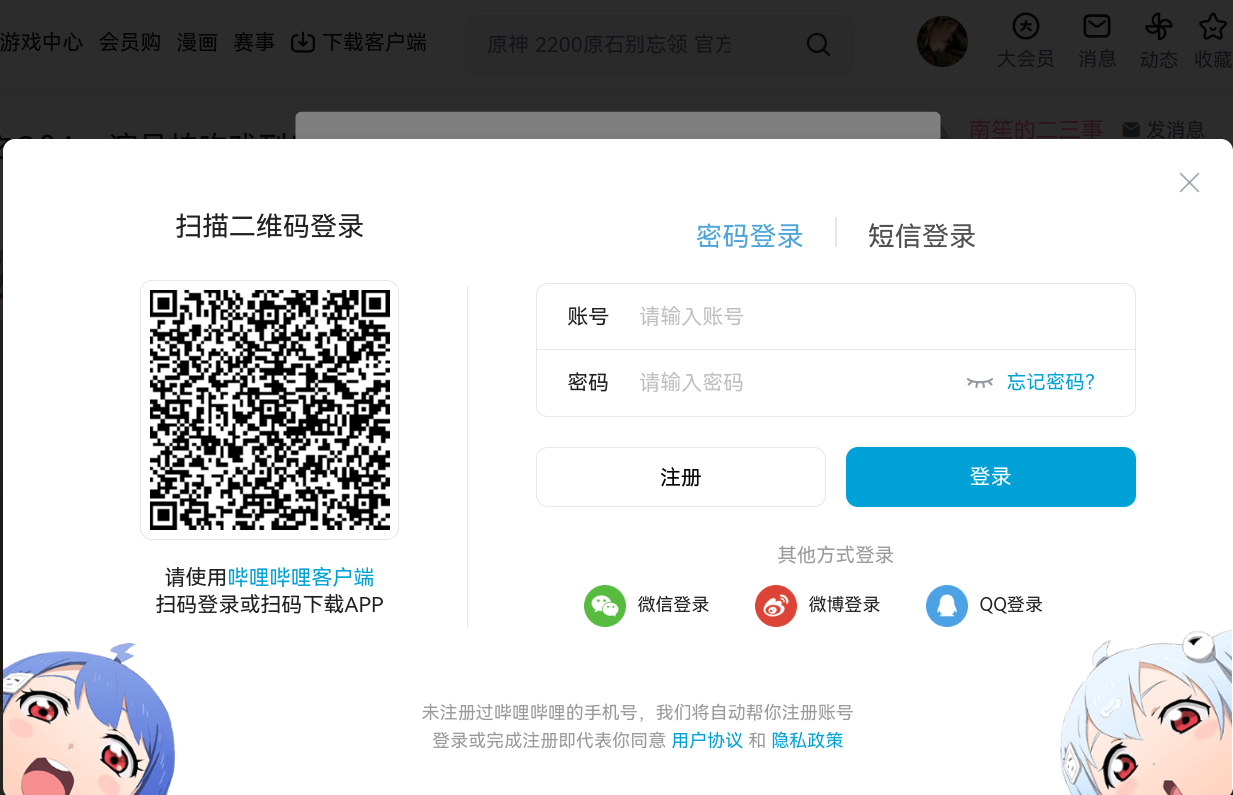 游戏中心 会员购 漫画 赛事 下载客户端
原神 2200原石别忘领 官方
大会员 消息 动态 收藏
南笙的二三事 发消息
扫描二维码登录
请使用哔哩哔哩客户端
扫码登录或扫码下载APP
密码登录 短信登录
账号 请输入账号
密码 请输入密码 忘记密码?
注册 登录
其他方式登录
微信登录 微博登录 QQ登录
未注册过哔哩哔哩的手机号，我们将自动帮你注册账号
登录或完成注册即代表你同意 用户协议 和 隐私政策